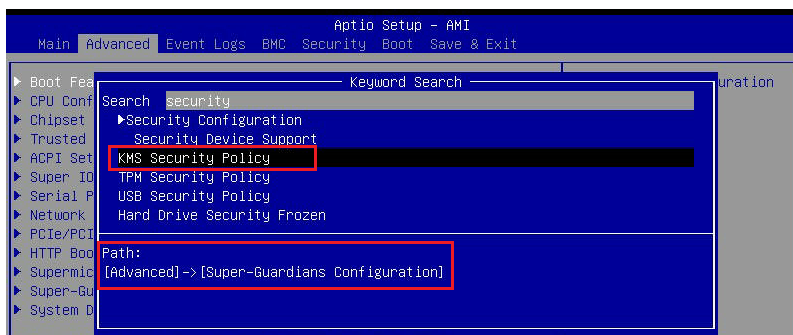 Aptio Setup – AMI
Main Advanced Event Logs BMC Security Boot Save & Exit
Boot Fea
Keyword Search
uration
CPU Conf
Search security
Chipset
Security Configuration
Trusted
Security Device Support
ACPI Set
KMS Security Policy
Super IO
TPM Security Policy
Serial P
USB Security Policy
Network
Hard Drive Security Frozen
PCIe/PCI
HTTP Boo
Path:
Supermic
[Advanced]->[Super-Guardians Configuration]
Super-Gu
System D